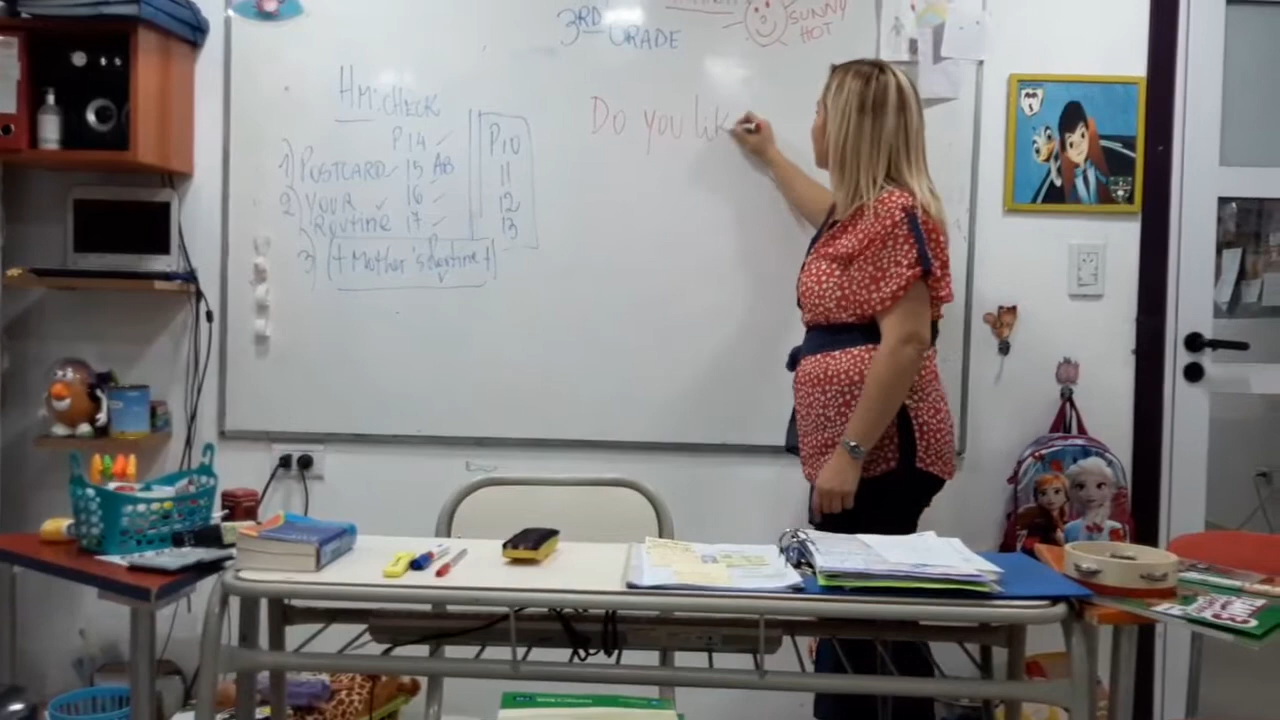 3RD GRADE
SUNNY
HOT
HM: CHECK
P14 ✓
1) POSTCARD ✓ 15 AB
2) YOUR ✓ 16 ✓
ROUTINE 17 ✓
3) + Mother's Routine +
P10
11
12
13
Do you lik